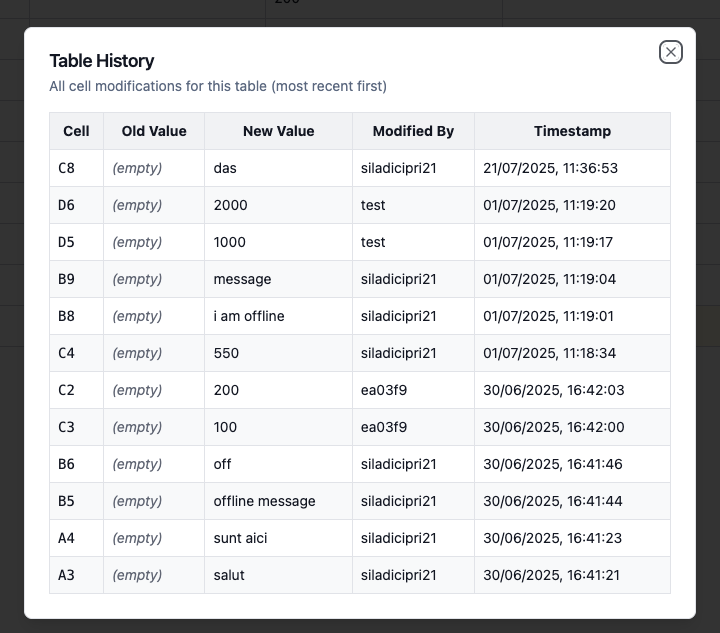 Table History
All cell modifications for this table (most recent first)
Cell Old Value New Value Modified By Timestamp
C8 (empty) das siladicipri21 21/07/2025, 11:36:53
D6 (empty) 2000 test 01/07/2025, 11:19:20
D5 (empty) 1000 test 01/07/2025, 11:19:17
B9 (empty) message siladicipri21 01/07/2025, 11:19:04
B8 (empty) i am offline siladicipri21 01/07/2025, 11:19:01
C4 (empty) 550 siladicipri21 01/07/2025, 11:18:34
C2 (empty) 200 ea03f9 30/06/2025, 16:42:03
C3 (empty) 100 ea03f9 30/06/2025, 16:42:00
B6 (empty) off siladicipri21 30/06/2025, 16:41:46
B5 (empty) offline message siladicipri21 30/06/2025, 16:41:44
A4 (empty) sunt aici siladicipri21 30/06/2025, 16:41:23
A3 (empty) salut siladicipri21 30/06/2025, 16:41:21